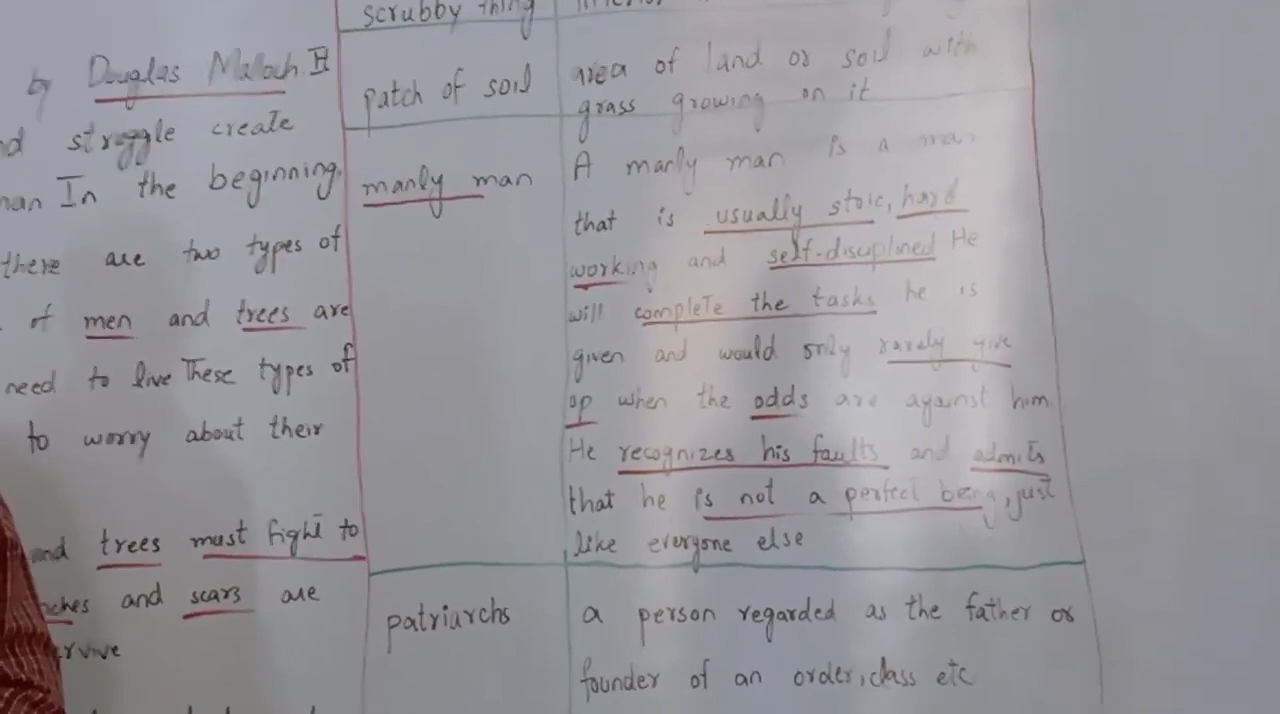 by Douglas Malloch. It
struggle create
In the beginning.
there are two types of
of men and trees are
need to live These types of
to worry about their
and trees must fight to
and scars are
scrubby thing
patch of soil
area of land or soil with
grass growing on it
manly man
A manly man is a man
that is usually stoic, hard
working and self-disciplined He
will complete the tasks he is
given and would only rarely give
up when the odds are against him
He recognizes his faults and admits
that he is not a perfect being, just
like everyone else
patriarchs
a person regarded as the father or
founder of an order, class etc